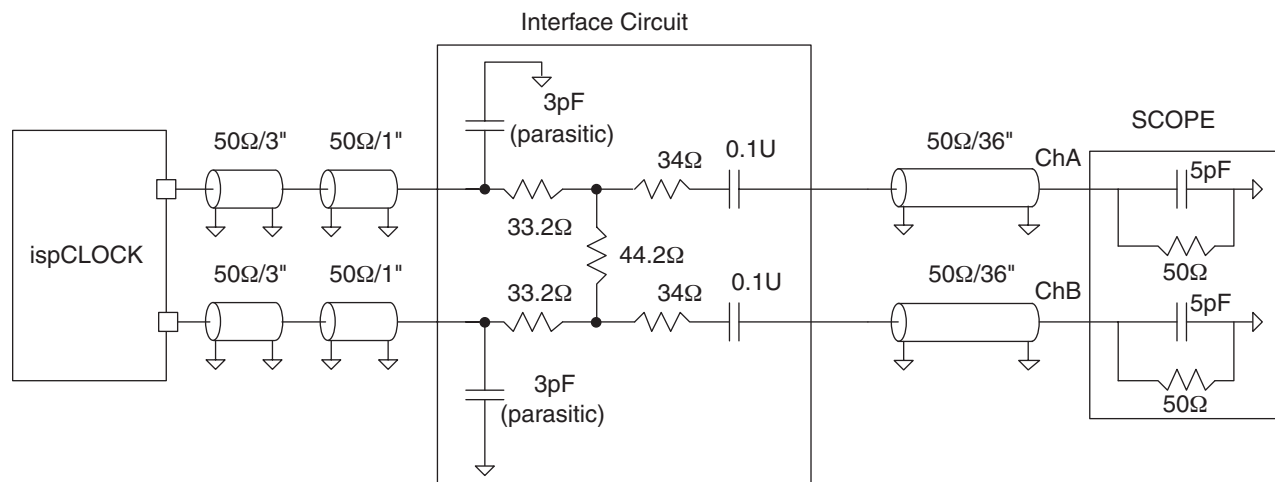 Interface Circuit
3pF
(parasitic)
50Ω/3"
50Ω/1"
34Ω
0.1U
50Ω/36"
ChA
SCOPE
5pF
33.2Ω
50Ω
ispCLOCK
44.2Ω
50Ω/3"
50Ω/1"
33.2Ω
34Ω
0.1U
50Ω/36"
ChB
5pF
50Ω
3pF
(parasitic)